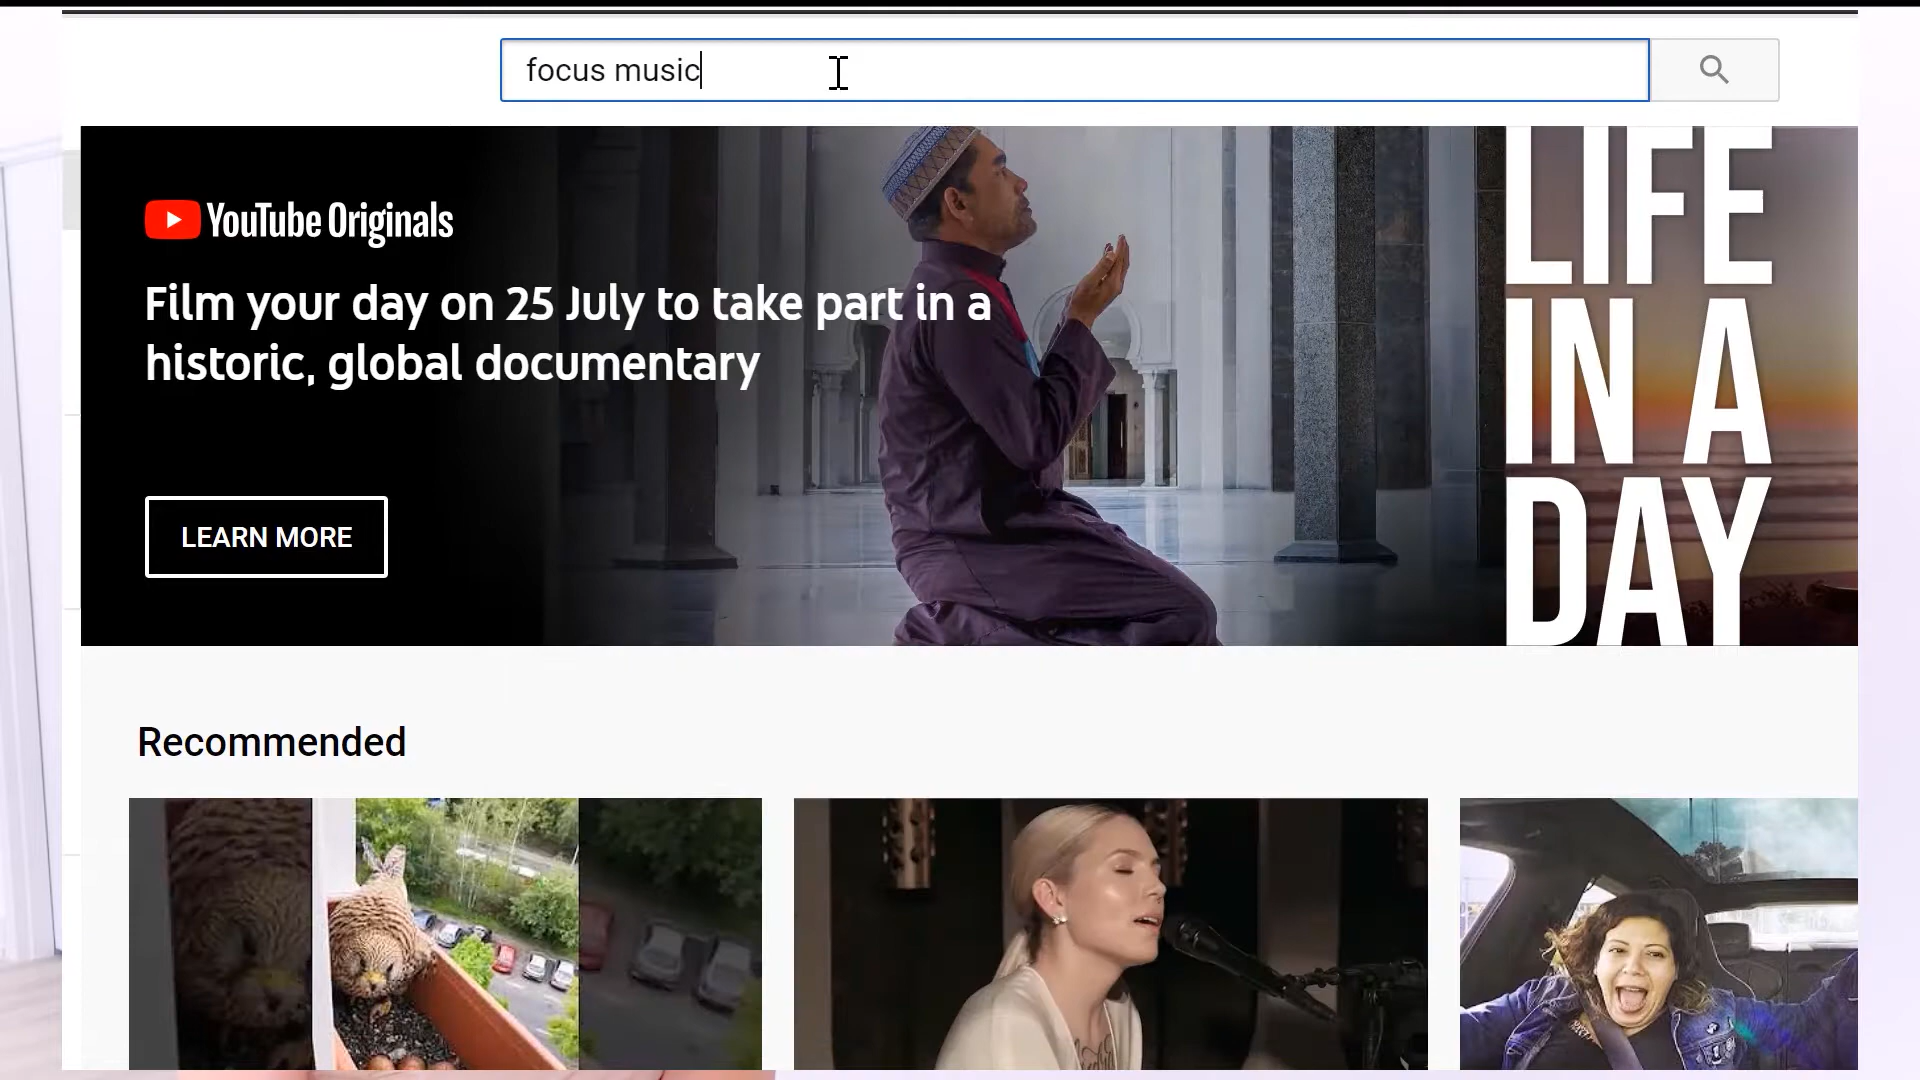 focus music
YouTube Originals
Film your day on 25 July to take part in a
historic, global documentary
LEARN MORE
LIFE
IN A
DAY
Recommended